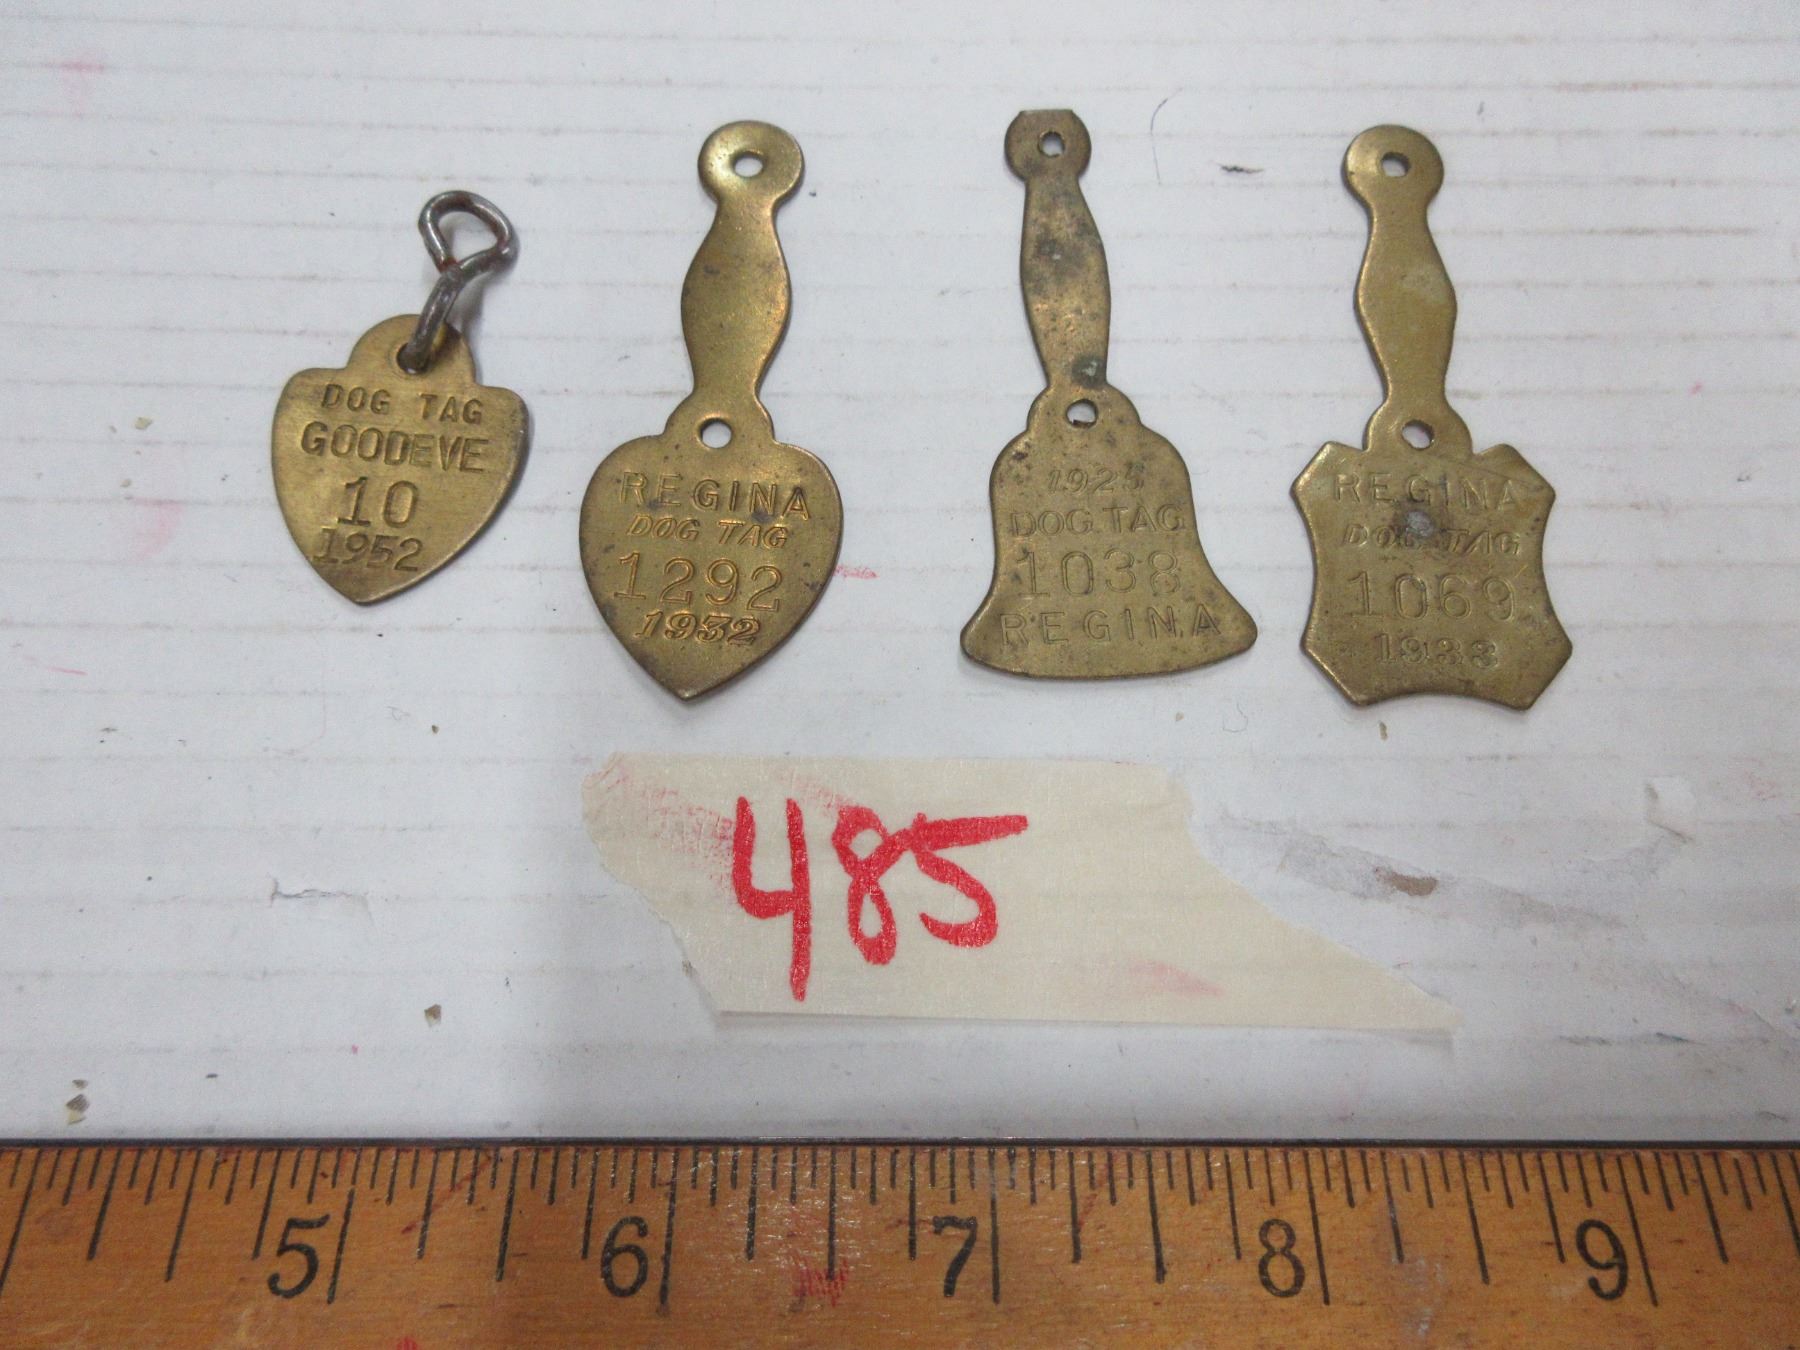 DOG TAG
GOODEVE
10
1952
REGINA
DOG TAG
1292
1932
1925
DOG TAG
1038
REGINA
REGINA
DOG TAG
1069
1933
485
5 6 7 8 9